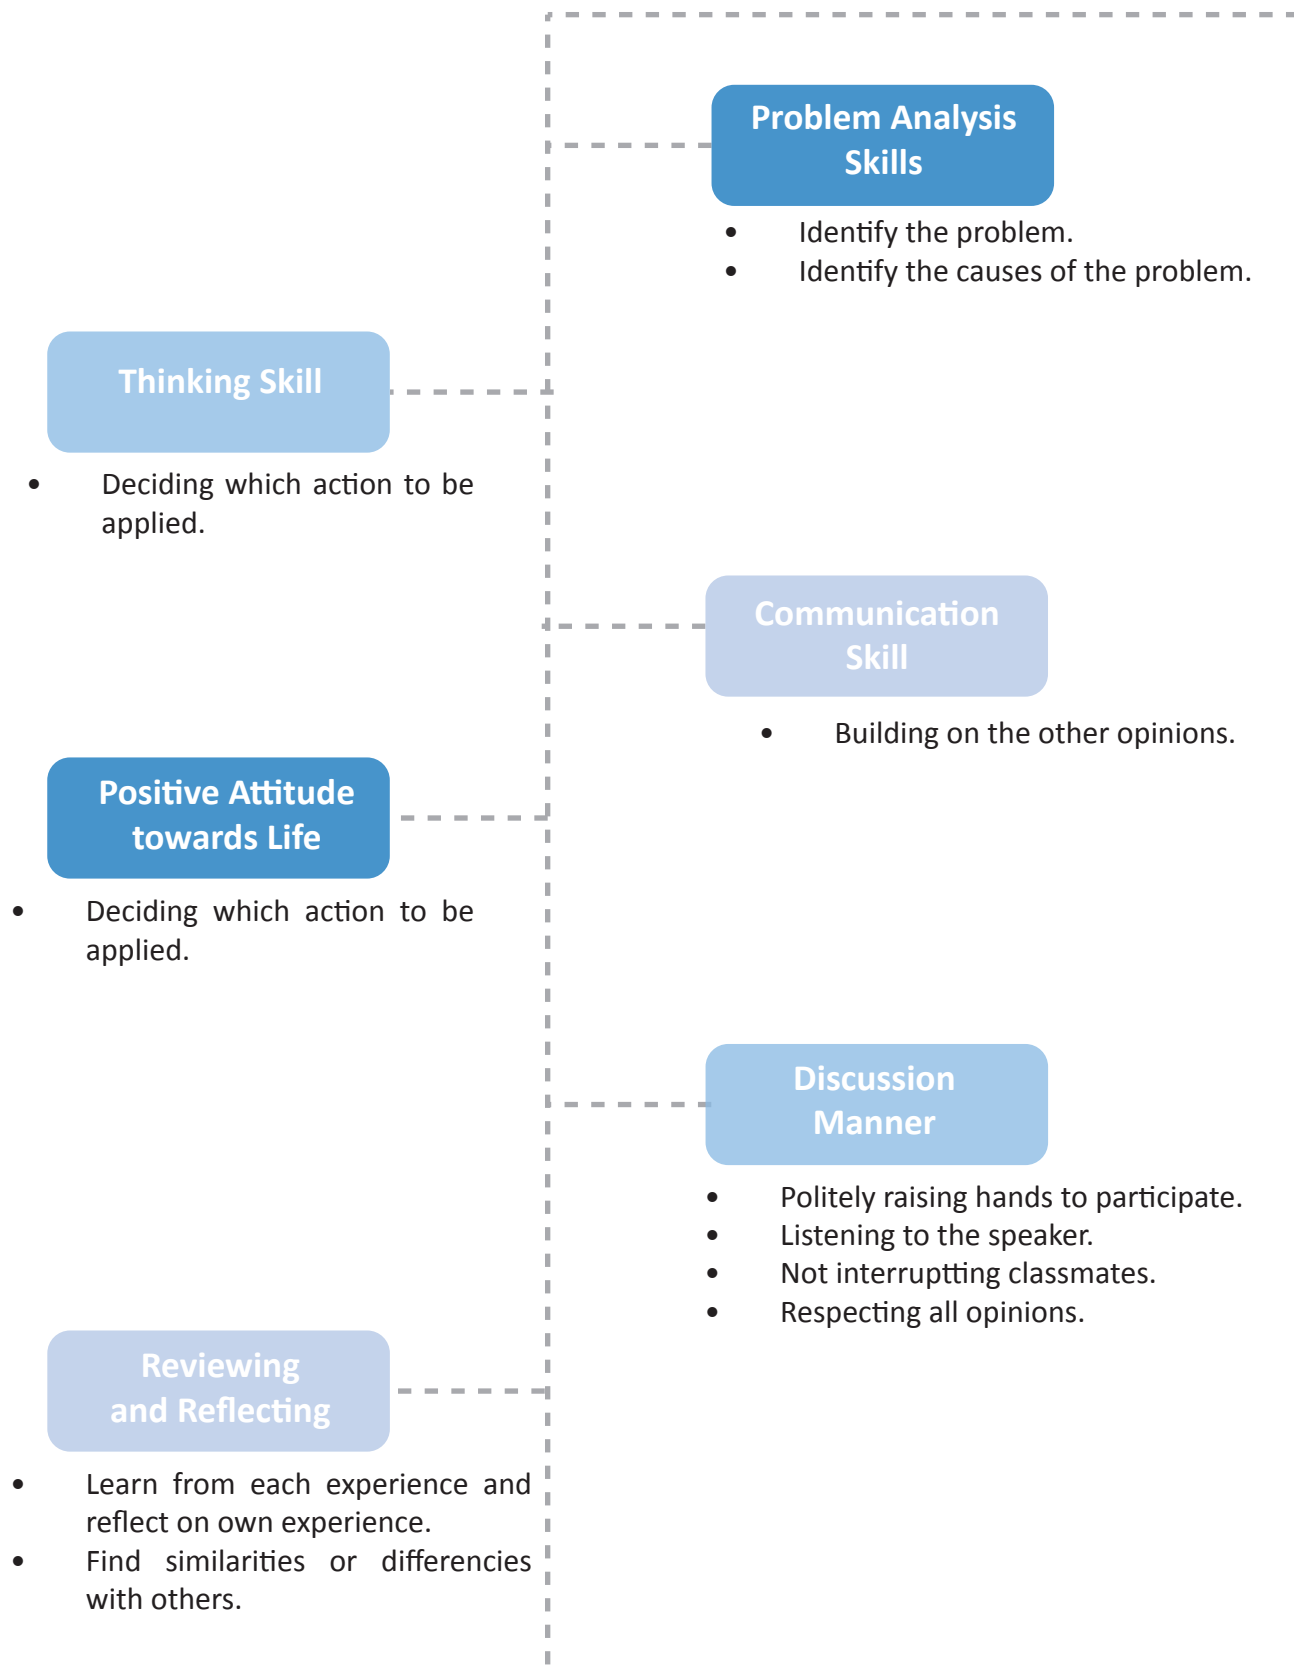 Problem Analysis
Skills
• Identify the problem.
• Identify the causes of the problem.
Thinking Skill
• Deciding which action to be
applied.
Communication
Skill
• Building on the other opinions.
Positive Attitude
towards Life
• Deciding which action to be
applied.
Discussion
Manner
• Politely raising hands to participate.
• Listening to the speaker.
• Not interruptting classmates.
• Respecting all opinions.
Reviewing
and Reflecting
• Learn from each experience and
reflect on own experience.
• Find similarities or differencies
with others.